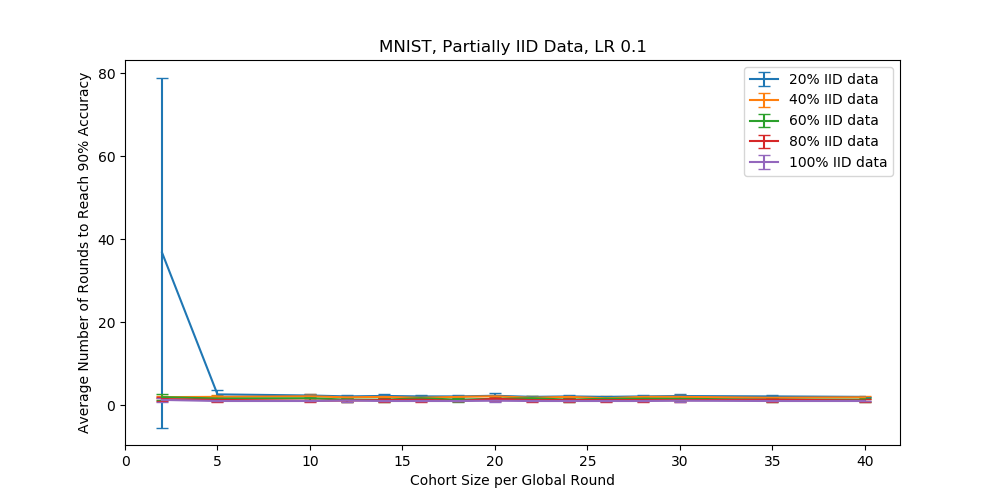 MNIST, Partially IID Data, LR 0.1
Average Number of Rounds to Reach 90% Accuracy
80
60
40
20
0
20% IID data
40% IID data
60% IID data
80% IID data
100% IID data
0 5 10 15 20 25 30 35 40
Cohort Size per Global Round